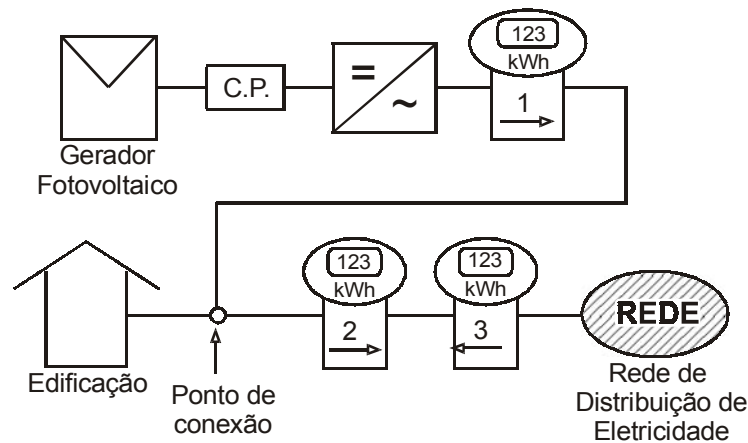 123
kWh
1
C.P.
=
~
Gerador
Fotovoltaico
123
kWh
2
123
kWh
3
REDE
Edificação
Ponto de
conexão
Rede de
Distribuição de
Eletricidade